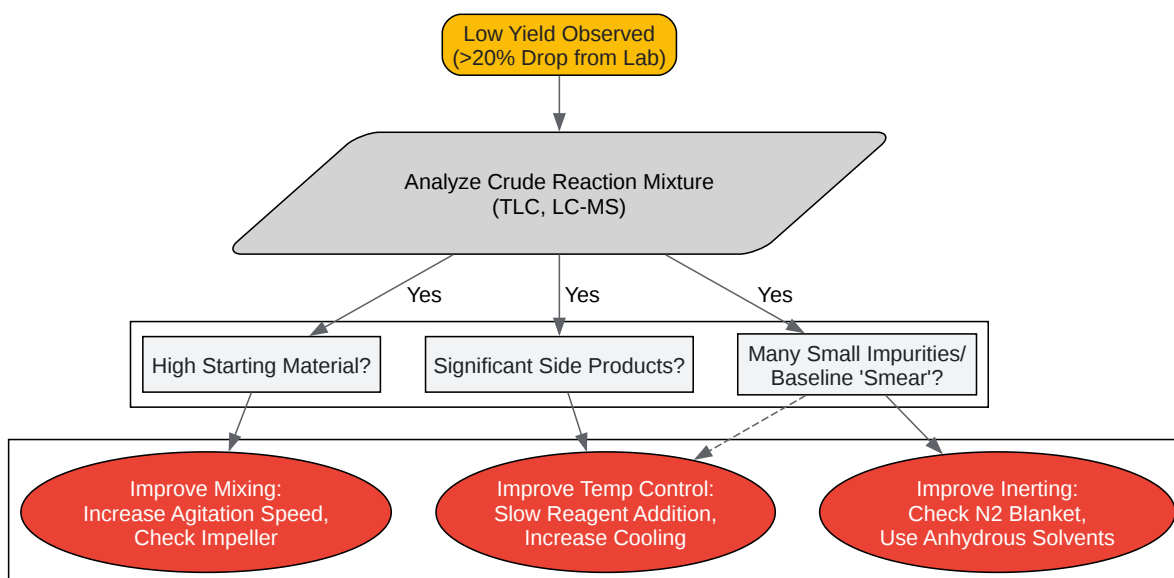 Low Yield Observed
(>20% Drop from Lab)
Analyze Crude Reaction Mixture
(TLC, LC-MS)
Yes
Yes
Yes
High Starting Material?
Significant Side Products?
Many Small Impurities/
Baseline 'Smear'?
Improve Mixing:
Increase Agitation Speed,
Check Impeller
Improve Temp Control:
Slow Reagent Addition,
Increase Cooling
Improve Inerting:
Check N2 Blanket,
Use Anhydrous Solvents